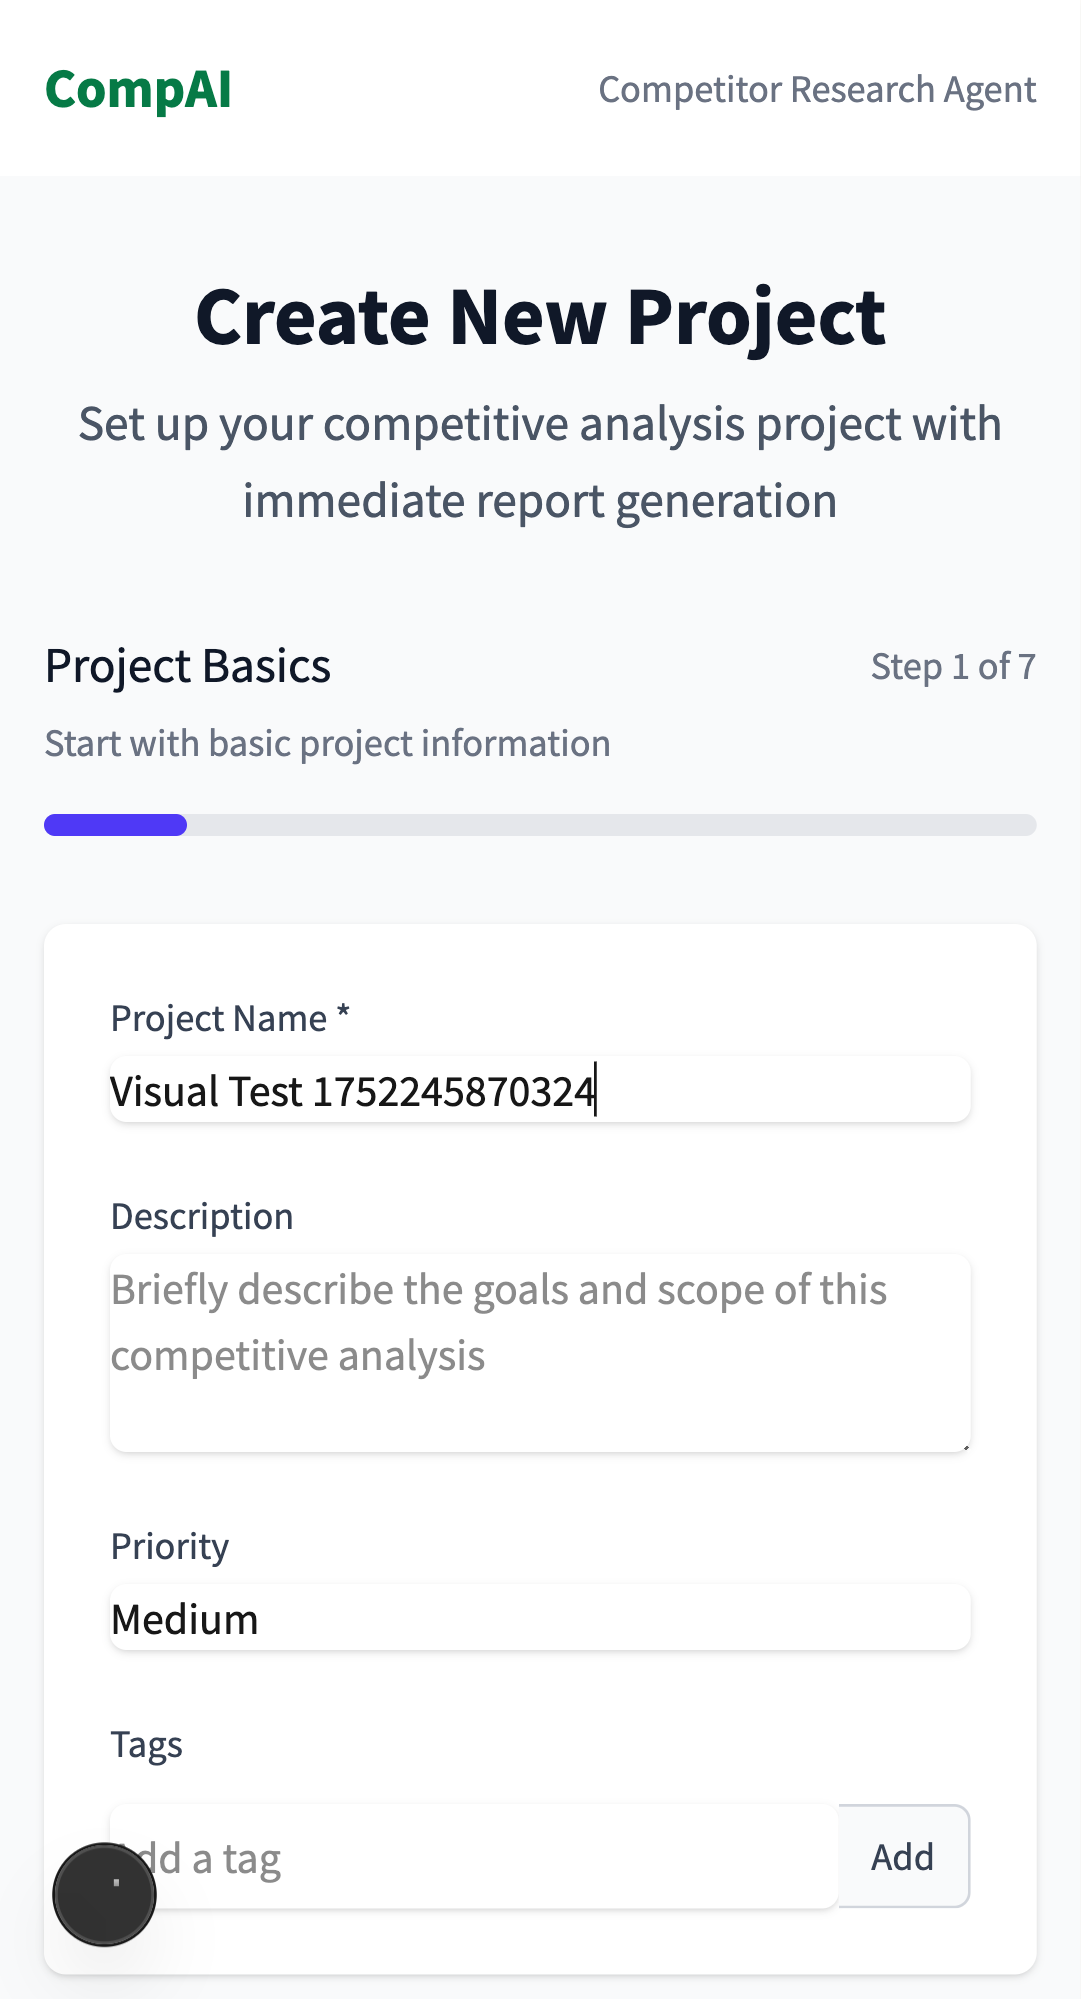 CompAI
Competitor Research Agent
Create New Project
Set up your competitive analysis project with
immediate report generation
Project Basics
Step 1 of 7
Start with basic project information
Project Name *
Visual Test 1752245870324
Description
Briefly describe the goals and scope of this
competitive analysis
Priority
Medium
Tags
dd a tag
Add